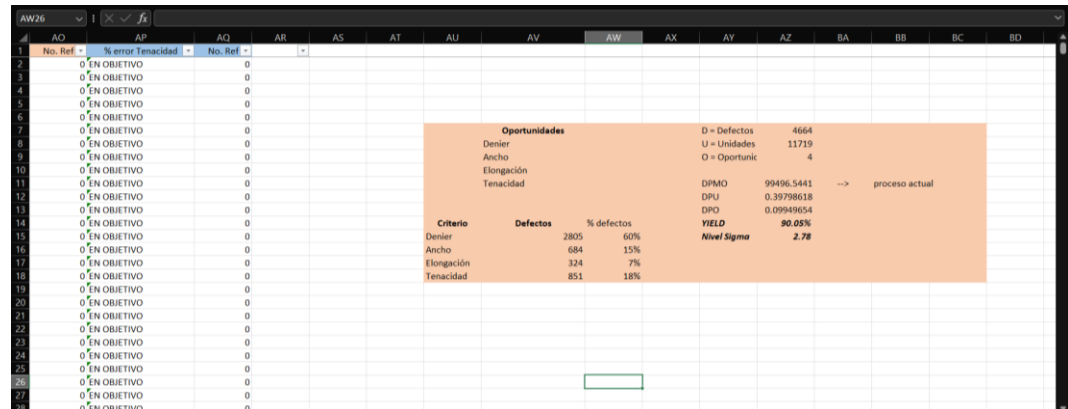 AW26 fx
AO AP AQ AR AS AT AU AV AW AX AY AZ BA BB BC BD
1 No. Ref % error Tenacidad No. Ref
2 0 EN OBJETIVO 0
3 0 EN OBJETIVO 0
4 0 EN OBJETIVO 0
5 0 EN OBJETIVO 0
6 0 EN OBJETIVO 0
7 0 EN OBJETIVO 0 Oportunidades D = Defectos 4664
8 0 EN OBJETIVO 0 Denier U = Unidades 11719
9 0 EN OBJETIVO 0 Ancho O = Oportunic 4
10 0 EN OBJETIVO 0 Elongación
11 0 EN OBJETIVO 0 Tenacidad DPMO 99496.5441 --> proceso actual
12 0 EN OBJETIVO 0 DPU 0.39798618
13 0 EN OBJETIVO 0 DPO 0.09949654
14 0 EN OBJETIVO 0 Criterio Defectos % defectos YIELD 90.05%
15 0 EN OBJETIVO 0 Denier 2805 60% Nivel Sigma 2.78
16 0 EN OBJETIVO 0 Ancho 684 15%
17 0 EN OBJETIVO 0 Elongación 324 7%
18 0 EN OBJETIVO 0 Tenacidad 851 18%
19 0 EN OBJETIVO 0
20 0 EN OBJETIVO 0
21 0 EN OBJETIVO 0
22 0 EN OBJETIVO 0
23 0 EN OBJETIVO 0
24 0 EN OBJETIVO 0
25 0 EN OBJETIVO 0
26 0 EN OBJETIVO 0
27 0 EN OBJETIVO 0
28 0 EN OBJETIVO 0